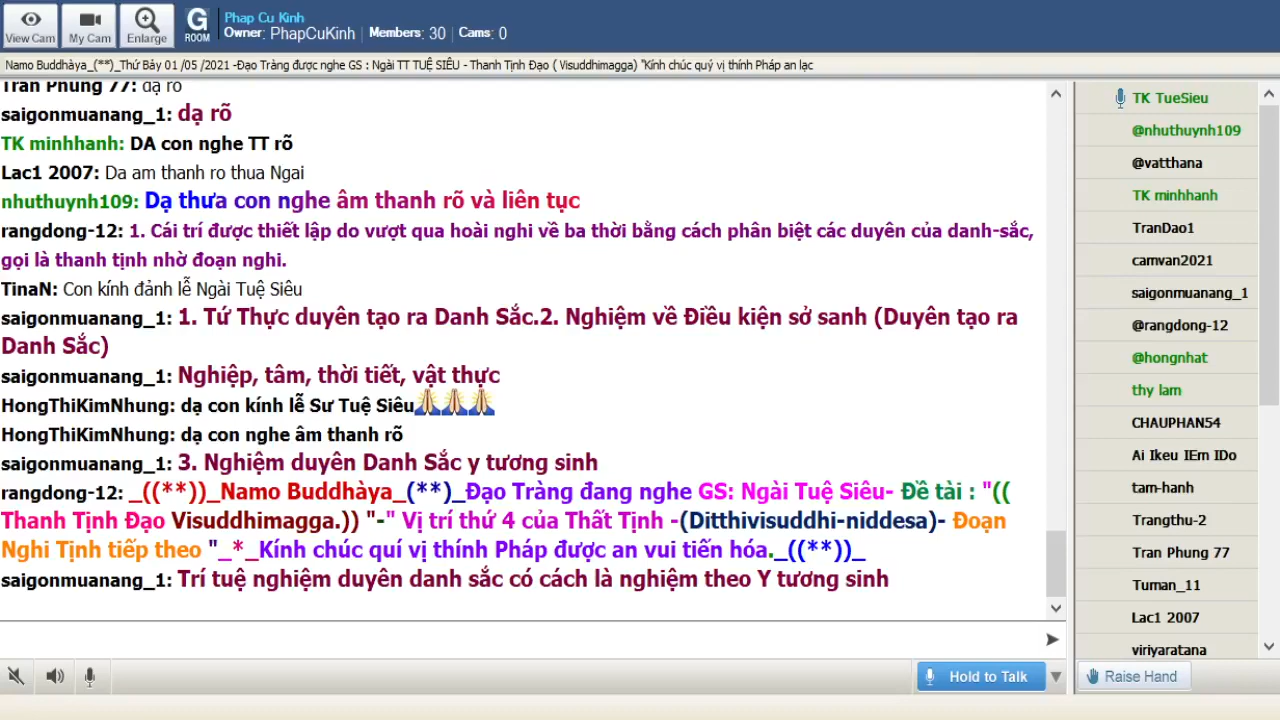 View Cam
My Cam
Enlarge
G
ROOM
Phap Cu Kinh
Owner: PhapCuKinh Members: 30 Cams: 0
Namo Buddhàya_(**)_Thứ Bảy 01 /05 /2021 -Đạo Tràng được nghe GS : Ngài TT TUỆ SIÊU - Thanh Tịnh Đạo ( Visuddhimagga) "Kính chúc quý vị thính Pháp an lạc
Tran Phung 77: dạ rõ
saigonmuanang_1: dạ rõ
TK minhhanh: DA con nghe TT rõ
Lac1 2007: Da am thanh ro thua Ngai
nhuthuynh109: Dạ thưa con nghe âm thanh rõ và liên tục
rangdong-12: 1. Cái trí được thiết lập do vượt qua hoài nghi về ba thời bằng cách phân biệt các duyên của danh-sắc,
gọi là thanh tịnh nhờ đoạn nghi.
TinaN: Con kính đảnh lễ Ngài Tuệ Siêu
saigonmuanang_1: 1. Tứ Thực duyên tạo ra Danh Sắc.2. Nghiệm về Điều kiện sở sanh (Duyên tạo ra
Danh Sắc)
saigonmuanang_1: Nghiệp, tâm, thời tiết, vật thực
HongThiKimNhung: dạ con kính lễ Sư Tuệ Siêu
HongThiKimNhung: dạ con nghe âm thanh rõ
saigonmuanang_1: 3. Nghiệm duyên Danh Sắc y tương sinh
rangdong-12: _((**))_Namo Buddhàya_(**)_Đạo Tràng đang nghe GS: Ngài Tuệ Siêu- Đề tài : "((
Thanh Tịnh Đạo Visuddhimagga.)) "-" Vị trí thứ 4 của Thất Tịnh -(Ditthivisuddhi-niddesa)- Đoạn
Nghi Tịnh tiếp theo "_*_Kính chúc quí vị thính Pháp được an vui tiến hóa._((**))_
saigonmuanang_1: Trí tuệ nghiệm duyên danh sắc có cách là nghiệm theo Y tương sinh
Hold to Talk
TK TueSieu
@nhuthuynh109
@vatthana
TK minhhanh
TranDao1
camvan2021
saigonmuanang_1
@rangdong-12
@hongnhat
thy lam
CHAUPHAN54
Ai Ikeu IEm IDo
tam-hanh
Trangthu-2
Tran Phung 77
Tuman_11
Lac1 2007
viriyaratana
Raise Hand